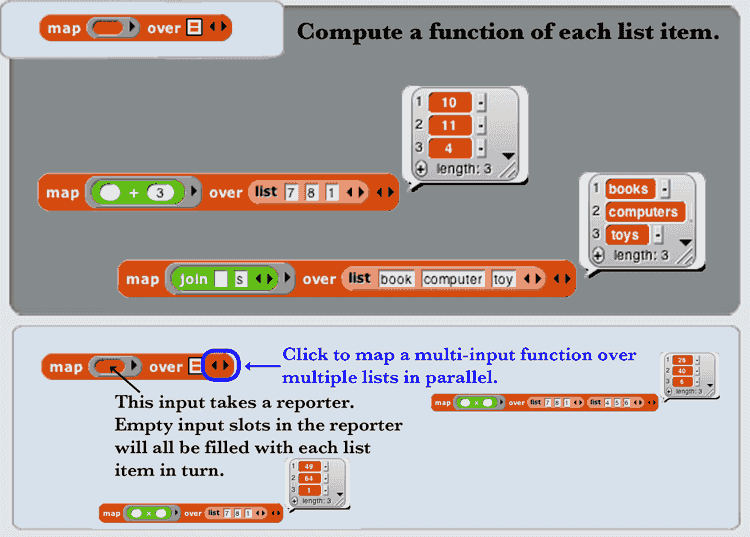 map over
Compute a function of each list item.
1 10 -
2 11 -
3 4 -
+ length: 3
map + 3 over list 7 8 1
1 books -
2 computers
3 toys -
+ length: 3
map join s over list book computer toy
map over
Click to map a multi-input function over
multiple lists in parallel.
1 28 -
2 40 -
3 6 -
+ length: 3
map × over list 7 8 1 list 4 5 6
This input takes a reporter.
Empty input slots in the reporter
will all be filled with each list
item in turn.
1 49 -
2 64 -
3 1 -
+ length: 3
map × over list 7 8 1